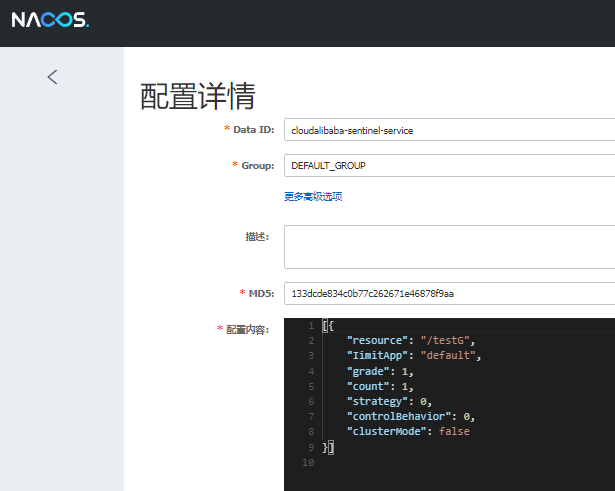 NACOS.
配置详情
* Data ID: cloudalibaba-sentinel-service
* Group: DEFAULT_GROUP
更多高级选项
描述:
* MD5: 133dcde834c0b77c262671e46878f9aa
* 配置内容:
1 [{
2 "resource": "/testG",
3 "IimitApp": "default",
4 "grade": 1,
5 "count": 1,
6 "strategy": 0,
7 "controlBehavior": 0,
8 "clusterMode": false
9 }]
10